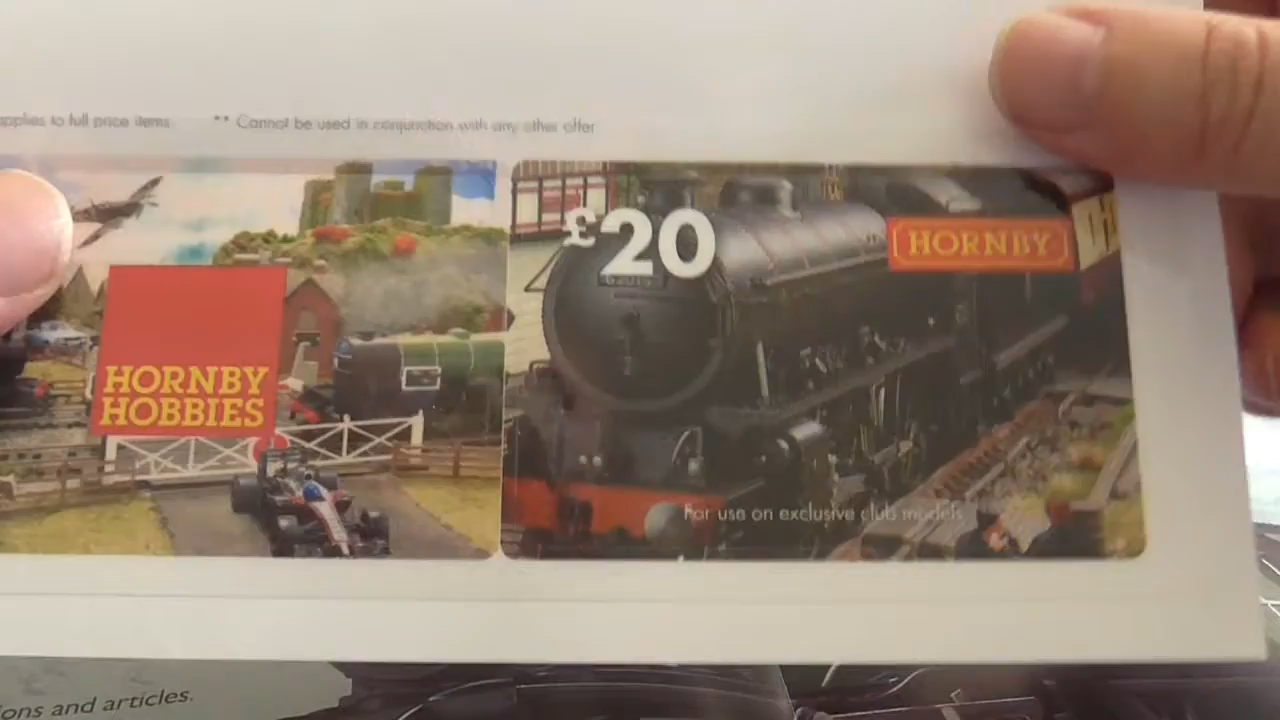 applies to full price items ** Cannot be used in conjunction with any other offer
HORNBY
HOBBIES
£20
HORNBY
For use on exclusive club models
ons and articles.